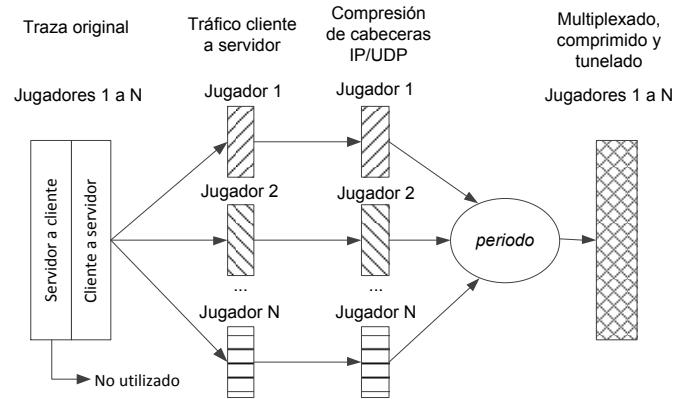 Traza original
Tráfico cliente
a servidor
Compresión
de cabeceras
IP/UDP
Multiplexado,
comprimido y
tunelado
Jugadores 1 a N
Jugador 1
Jugador 1
Jugadores 1 a N
Servidor a cliente
Cliente a servidor
Jugador 2
Jugador 2
periodo
...
...
Jugador N
Jugador N
No utilizado